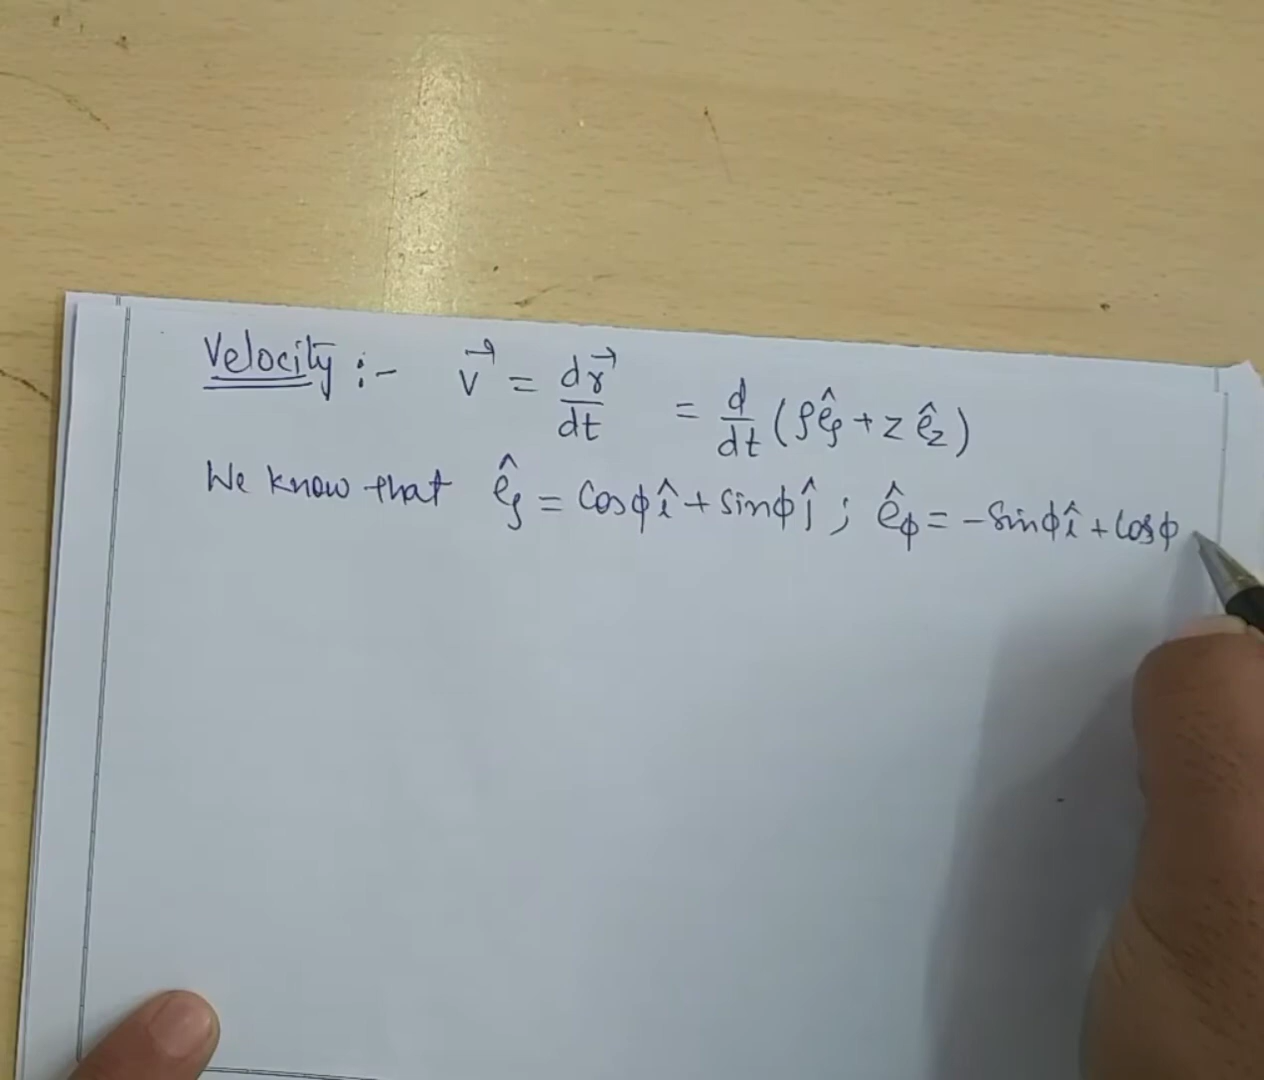 Velocity :- v⃗ = dr⃗/dt = d/dt (ρê_ρ + z ê_z)
We know that ê_ρ = Cosϕ î + Sinϕ ĵ ; ê_ϕ = -Sinϕ î + Cosϕ